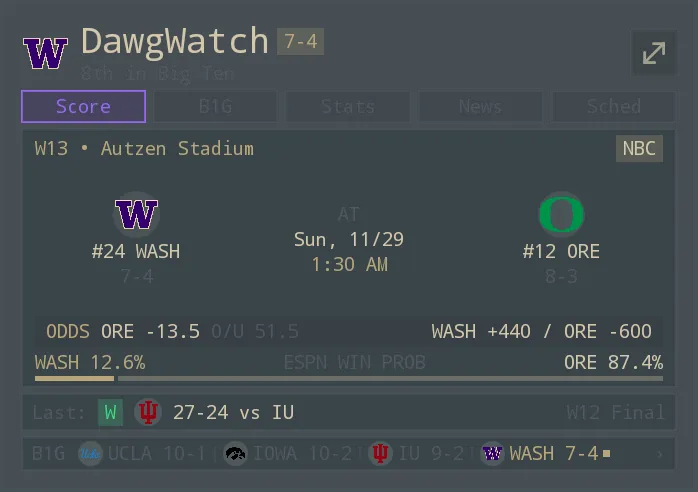 DawgWatch 7-4
8th in Big Ten
Score B1G Stats News Sched
W13 • Autzen Stadium NBC
AT
Sun, 11/29
1:30 AM
#24 WASH
7-4
#12 ORE
8-3
ODDS ORE -13.5 O/U 51.5 WASH +440 / ORE -600
WASH 12.6% ESPN WIN PROB ORE 87.4%
Last: W 27-24 vs IU W12 Final
B1G UCLA 10-1 IOWA 10-2 IU 9-2 WASH 7-4